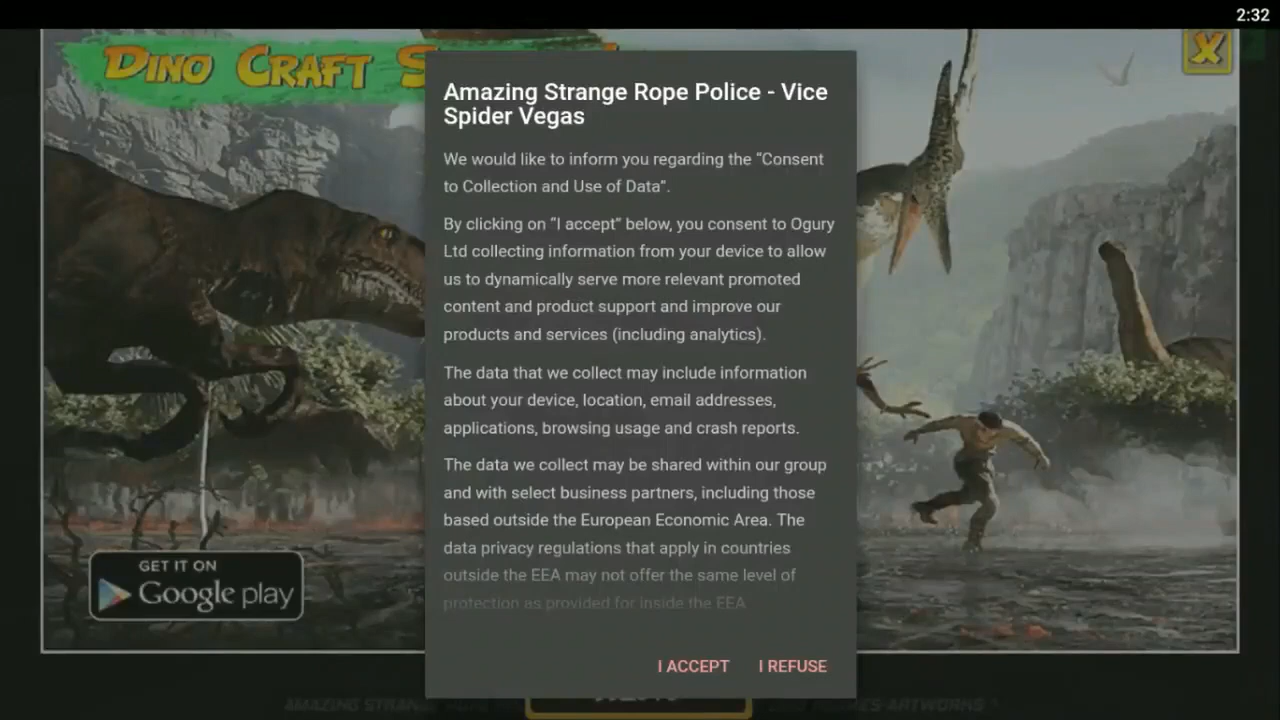 2:32
DINO CRAFT
X
Amazing Strange Rope Police - Vice
Spider Vegas
We would like to inform you regarding the “Consent
to Collection and Use of Data”.
By clicking on “I accept” below, you consent to Ogury
Ltd collecting information from your device to allow
us to dynamically serve more relevant promoted
content and product support and improve our
products and services (including analytics).
The data that we collect may include information
about your device, location, email addresses,
applications, browsing usage and crash reports.
The data we collect may be shared within our group
and with select business partners, including those
based outside the European Economic Area. The
data privacy regulations that apply in countries
outside the EEA may not offer the same level of
protection as provided for inside the EEA
GET IT ON
Google play
I ACCEPT I REFUSE
AMAZING STRANGE